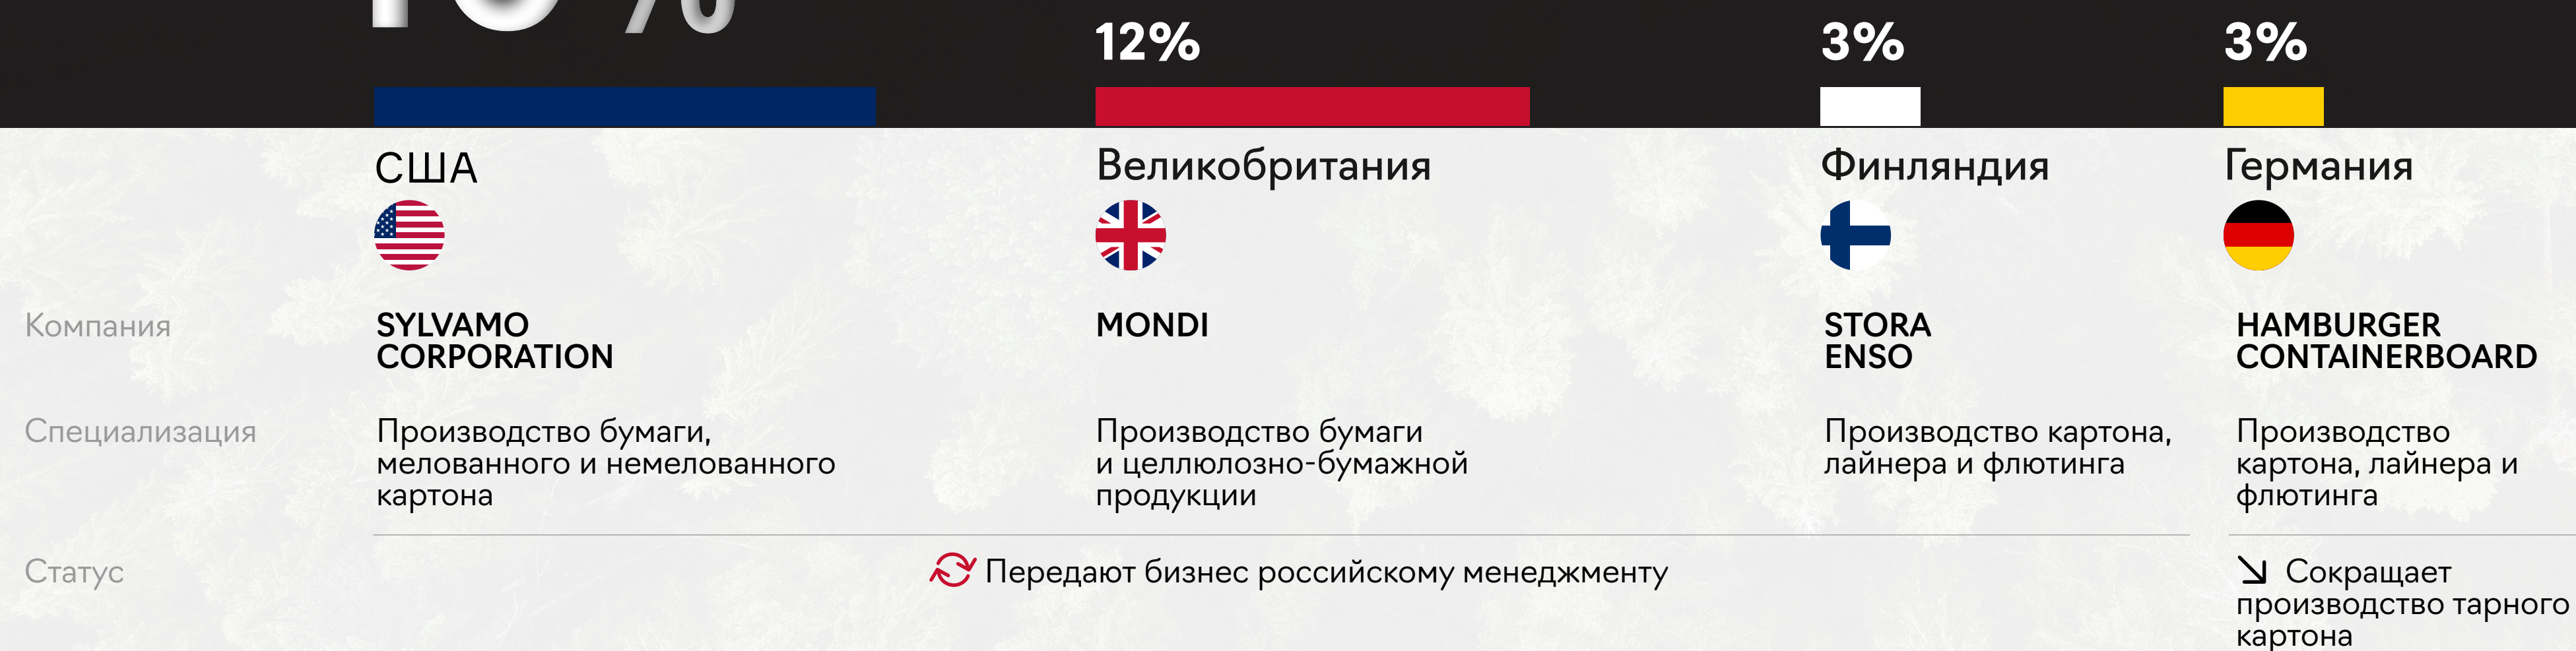 12%
3%
3%
США
Великобритания
Финляндия
Германия
Компания
SYLVAMO
CORPORATION
MONDI
STORA
ENSO
HAMBURGER
CONTAINERBOARD
Специализация
Производство бумаги,
мелованного и немелованного
картона
Производство бумаги
и целлюлозно-бумажной
продукции
Производство картона,
лайнера и флютинга
Производство
картона, лайнера и
флютинга
Статус
Передают бизнес российскому менеджменту
Сокращает
производство тарного
картона